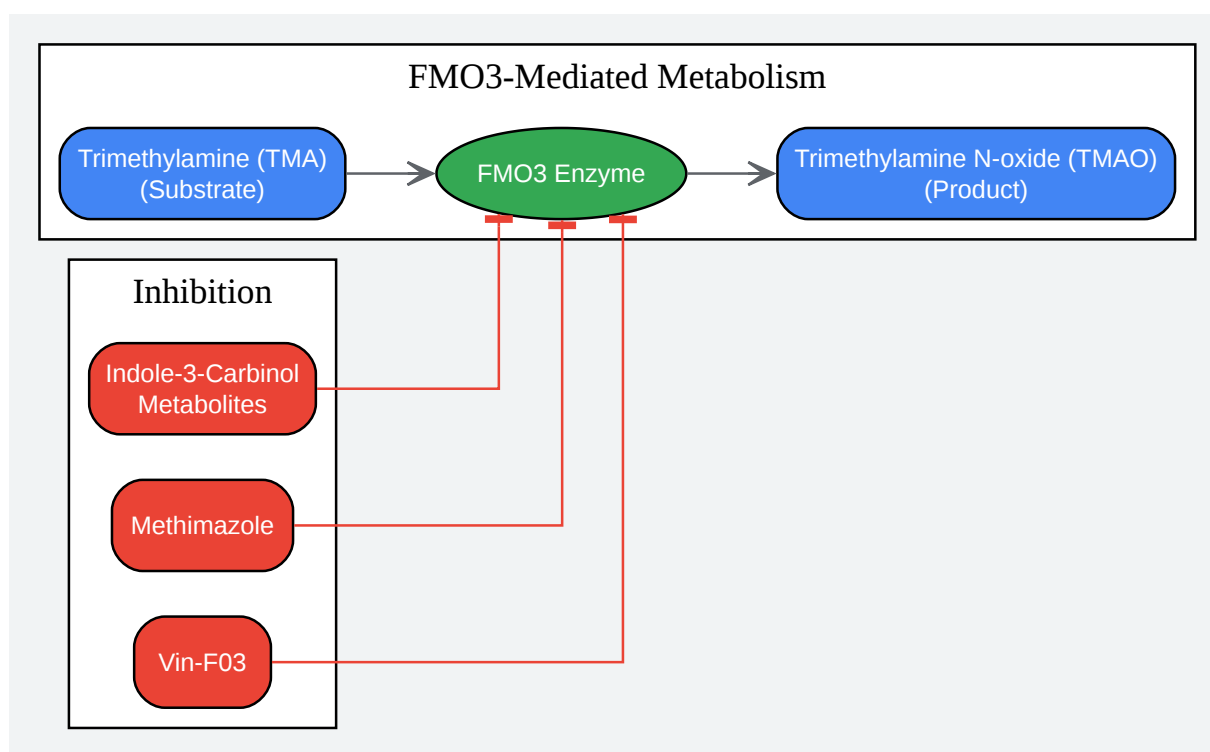 FMO3-Mediated Metabolism
Trimethylamine (TMA)
(Substrate)
FMO3 Enzyme
Trimethylamine N-oxide (TMAO)
(Product)
Inhibition
Indole-3-Carbinol
Metabolites
Methimazole
Vin-F03